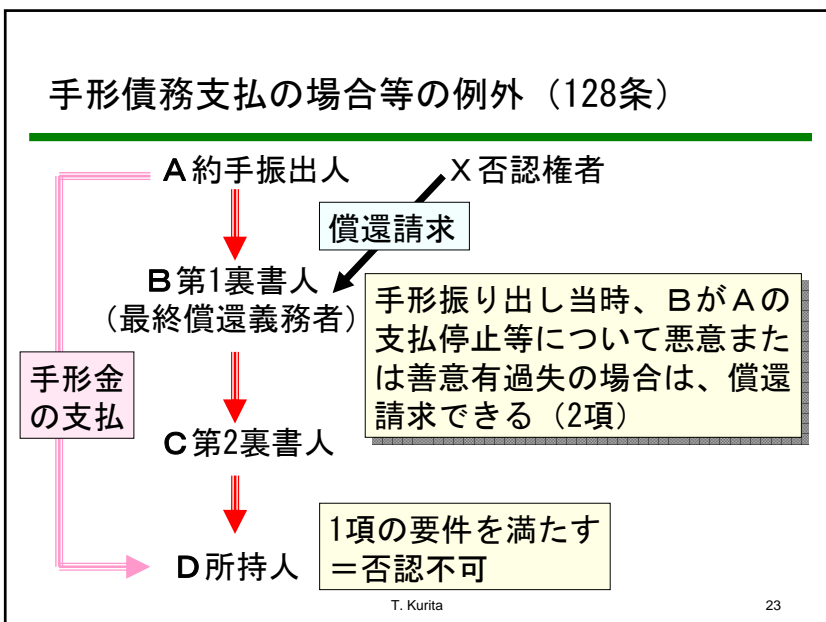 手形債務支払の場合等の例外（128条）
A約手振出人
X否認権者
償還請求
B第1裏書人
（最終償還義務者）
手形振り出し当時、BがAの
支払停止等について悪意また
は善意有過失の場合は、償還
請求できる（2項）
手形金
の支払
C第2裏書人
D所持人
1項の要件を満たす
＝否認不可
T. Kurita
23